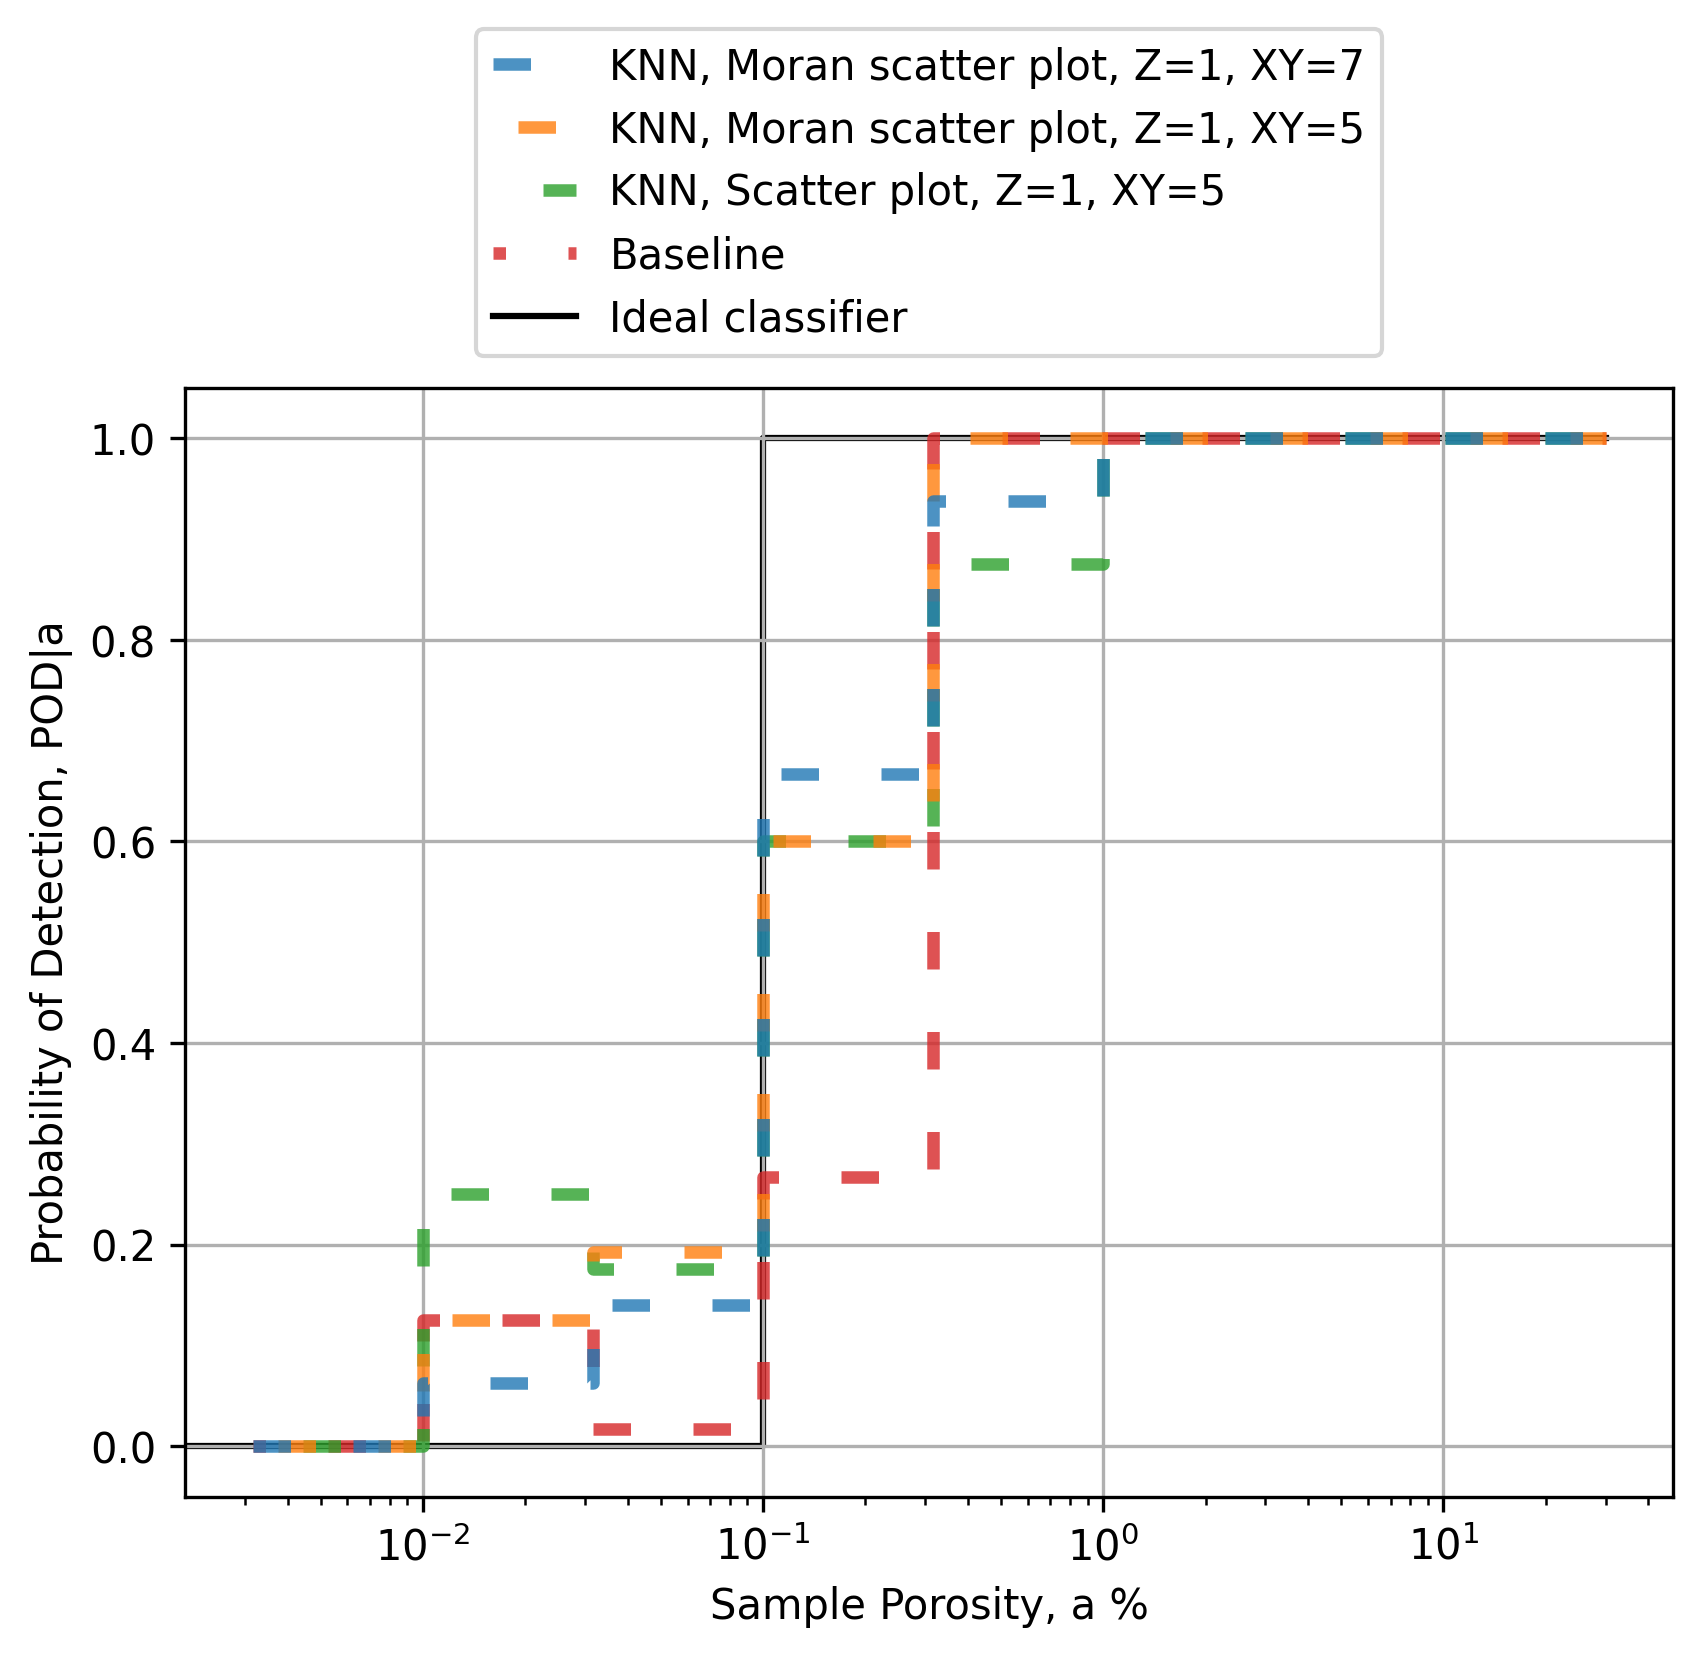 KNN, Moran scatter plot, Z=1, XY=7
KNN, Moran scatter plot, Z=1, XY=5
KNN, Scatter plot, Z=1, XY=5
Baseline
Ideal classifier
1.0
0.8
0.6
0.4
0.2
0.0
Probability of Detection, POD|a
10⁻²
10⁻¹
10⁰
10¹
Sample Porosity, a %